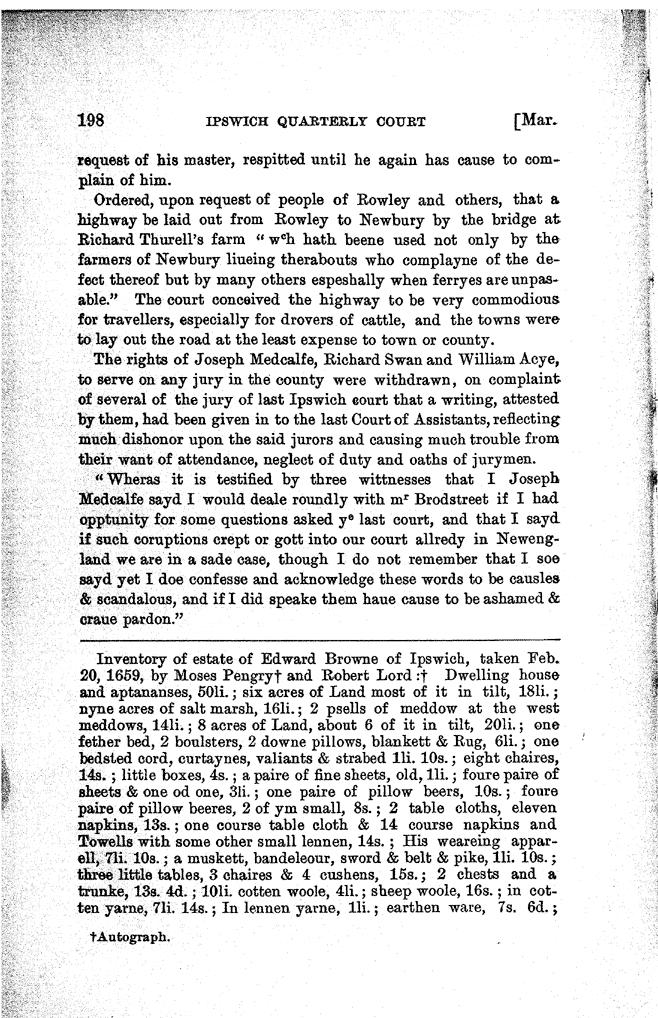 198 IPSWICH QUARTERLY COURT [Mar.
request of his master, respitted until he again has cause to com-
plain of him.
Ordered, upon request of people of Rowley and others, that a
highway be laid out from Rowley to Newbury by the bridge at
Richard Thurell's farm "wᶜh hath beene used not only by the
farmers of Newbury liueing therabouts who complayne of the de-
fect thereof but by many others espeshally when ferryes are unpas-
able." The court conceived the highway to be very commodious
for travellers, especially for drovers of cattle, and the towns were
to lay out the road at the least expense to town or county.
The rights of Joseph Medcalfe, Richard Swan and William Acye,
to serve on any jury in the county were withdrawn, on complaint
of several of the jury of last Ipswich court that a writing, attested
by them, had been given in to the last Court of Assistants, reflecting
much dishonor upon the said jurors and causing much trouble from
their want of attendance, neglect of duty and oaths of jurymen.
"Wheras it is testified by three wittnesses that I Joseph
Medcalfe sayd I would deale roundly with mʳ Brodstreet if I had
opptunity for some questions asked yᵉ last court, and that I sayd
if such coruptions crept or gott into our court allredy in Neweng-
land we are in a sade case, though I do not remember that I soe
sayd yet I doe confesse and acknowledge these words to be causles
& scandalous, and if I did speake them haue cause to be ashamed &
craue pardon."
Inventory of estate of Edward Browne of Ipswich, taken Feb.
20, 1659, by Moses Pengry† and Robert Lord :† Dwelling house
and aptananses, 50li.; six acres of Land most of it in tilt, 18li.;
nyne acres of salt marsh, 16li.; 2 psells of meddow at the west
meddows, 14li.; 8 acres of Land, about 6 of it in tilt, 20li.; one
fether bed, 2 boulsters, 2 downe pillows, blankett & Rug, 6li.; one
bedsted cord, curtaynes, valiants & strabed 1li. 10s.; eight chaires,
14s.; little boxes, 4s.; a paire of fine sheets, old, 1li.; foure paire of
sheets & one od one, 3li.; one paire of pillow beers, 10s.; foure
paire of pillow beeres, 2 of ym small, 8s.; 2 table cloths, eleven
napkins, 13s.; one course table cloth & 14 course napkins and
Towells with some other small lennen, 14s.; His weareing appar-
ell, 7li. 10s.; a muskett, bandeleour, sword & belt & pike, 1li. 10s.;
three little tables, 3 chaires & 4 cushens, 15s.; 2 chests and a
trunke, 13s. 4d.; 10li. cotten woole, 4li.; sheep woole, 16s.; in cot-
ten yarne, 7li. 14s.; In lennen yarne, 1li.; earthen ware, 7s. 6d.;
†Autograph.